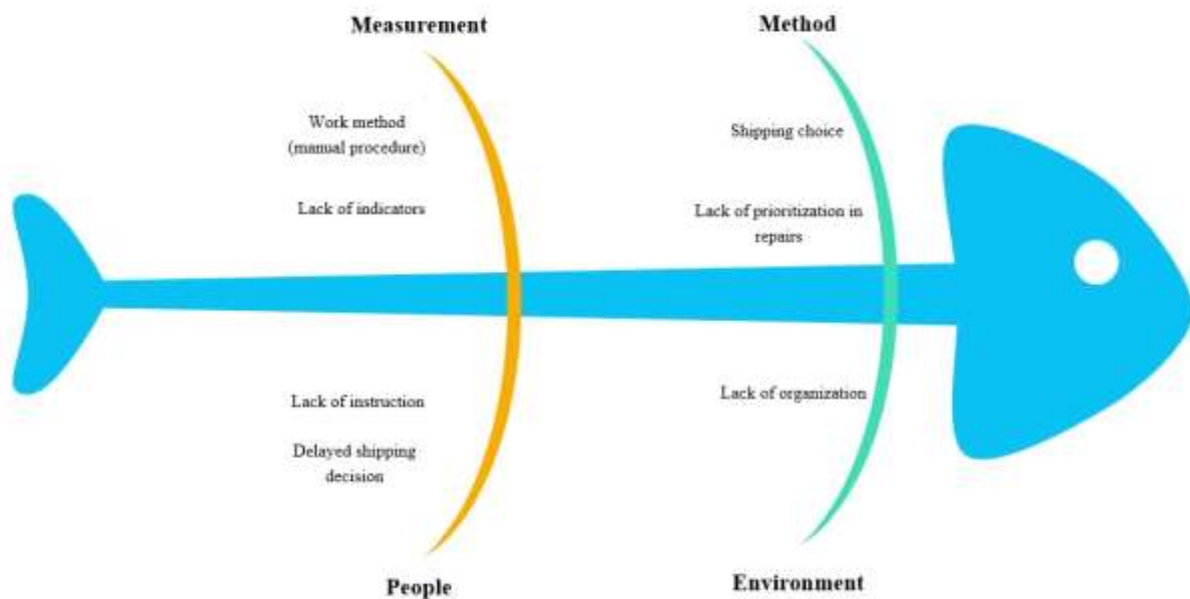 Measurement
Method
Work method
(manual procedure)
Shipping choice
Lack of indicators
Lack of prioritization in
repairs
Lack of instruction
Lack of organization
Delayed shipping
decision
People
Environment